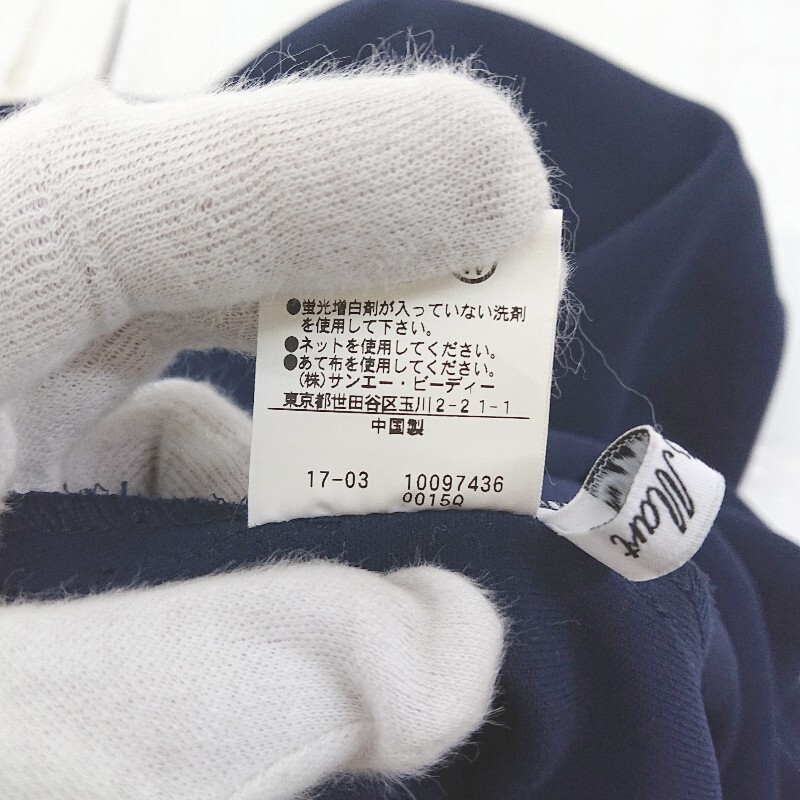 ●蛍光増白剤が入っていない洗剤
を使用して下さい。
●ネットを使用してください。
●あて布を使用してください。
(株)サンエー・ビーディー
東京都世田谷区玉川2-21-1
中国製
17-03 10097436
0015Q
Mart